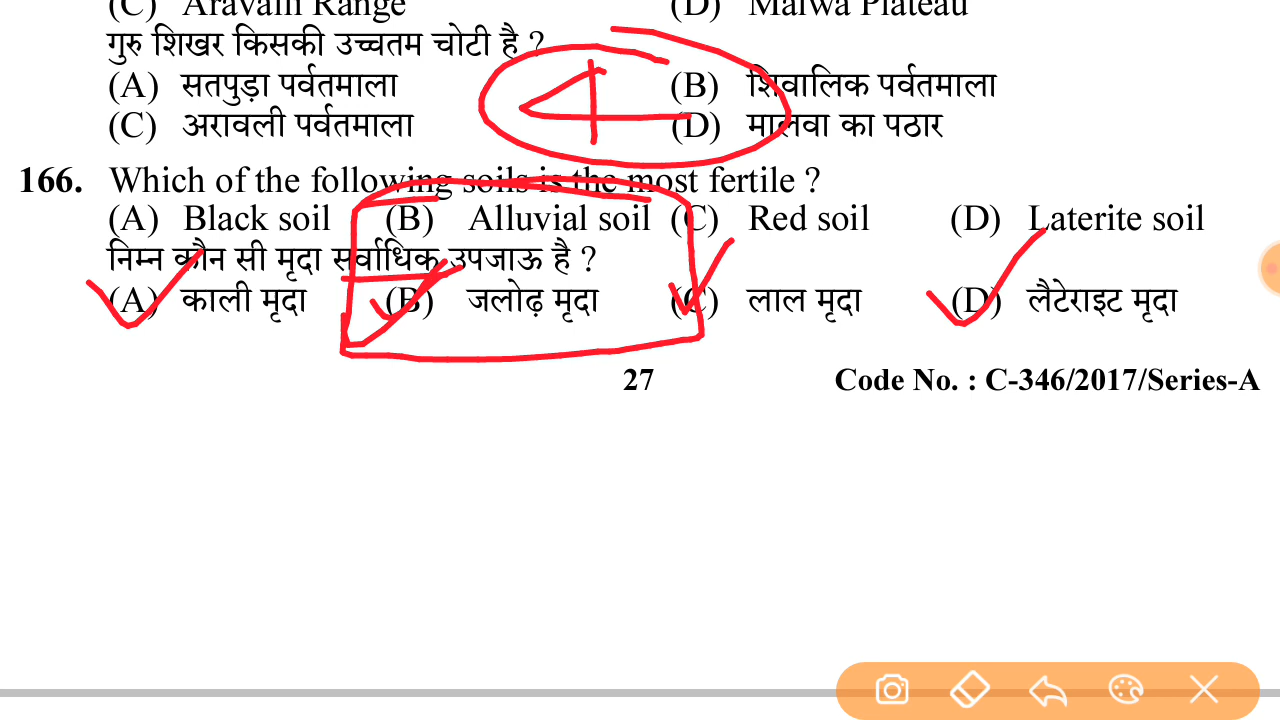 (C) Aravalli Range (D) Malwa Plateau
गुरु शिखर किसकी उच्चतम चोटी है ?
(A) सतपुड़ा पर्वतमाला (B) शिवालिक पर्वतमाला
(C) अरावली पर्वतमाला (D) मालवा का पठार
4
166. Which of the following soils is the most fertile ?
(A) Black soil (B) Alluvial soil (C) Red soil (D) Laterite soil
निम्न कौन सी मृदा सर्वाधिक उपजाऊ है ?
(A) काली मृदा (B) जलोढ़ मृदा (C) लाल मृदा (D) लैटेराइट मृदा
27 Code No. : C-346/2017/Series-A